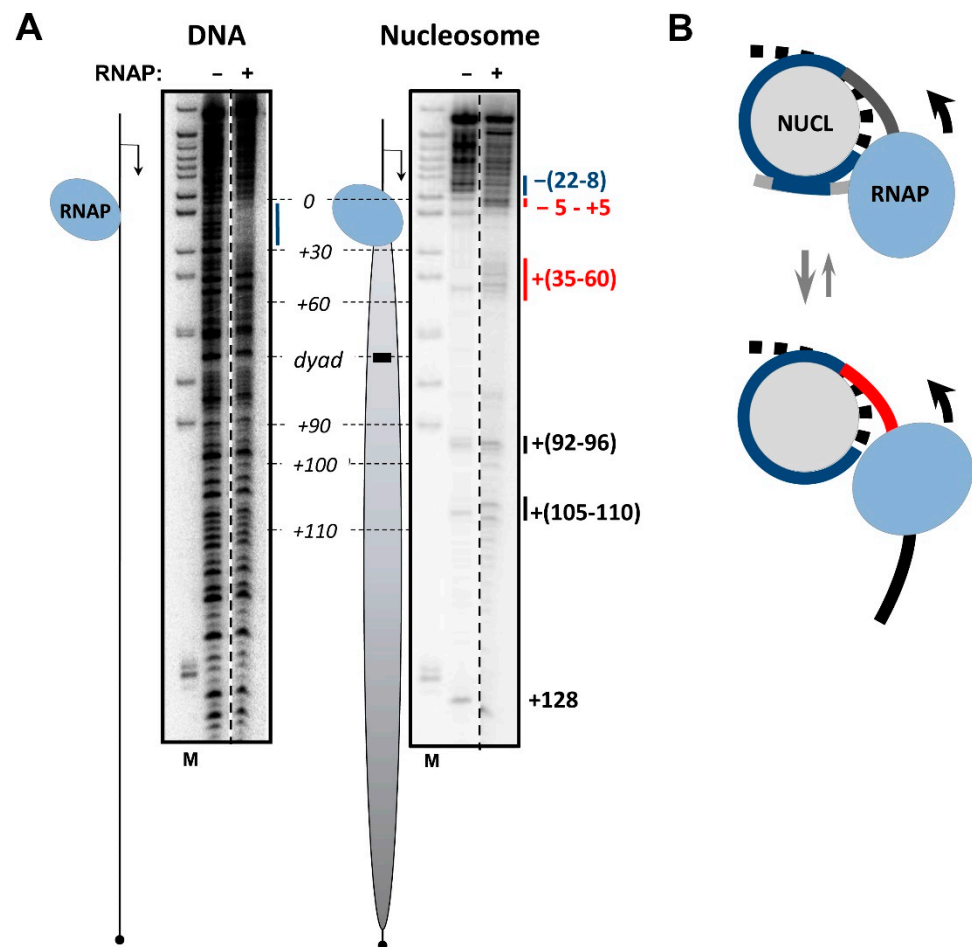 A
DNA
Nucleosome
B
RNAP:
– +
– +
NUCL
RNAP
RNAP
0
–(22-8)
– 5 - +5
+30
+(35-60)
+60
dyad
+90
+(92-96)
+100
+(105-110)
+110
+128
M
M